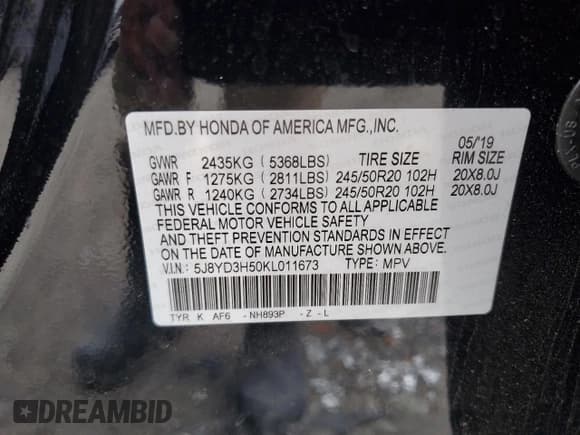 MFD.BY HONDA OF AMERICA MFG.,INC.
05/'19
GVWR 2435KG ( 5368LBS) TIRE SIZE RIM SIZE
GAWR F 1275KG ( 2811LBS) 245/50R20 102H 20X8.0J
GAWR R 1240KG ( 2734LBS) 245/50R20 102H 20X8.0J
THIS VEHICLE CONFORMS TO ALL APPLICABLE
FEDERAL MOTOR VEHICLE SAFETY
AND THEFT PREVENTION STANDARDS IN EFFECT
ON THE DATE OF MANUFACTURE SHOWN ABOVE.
V.I.N.: 5J8YD3H50KL011673 TYPE: MPV
TYR K AF6 -NH893P -Z -L
DREAMBID